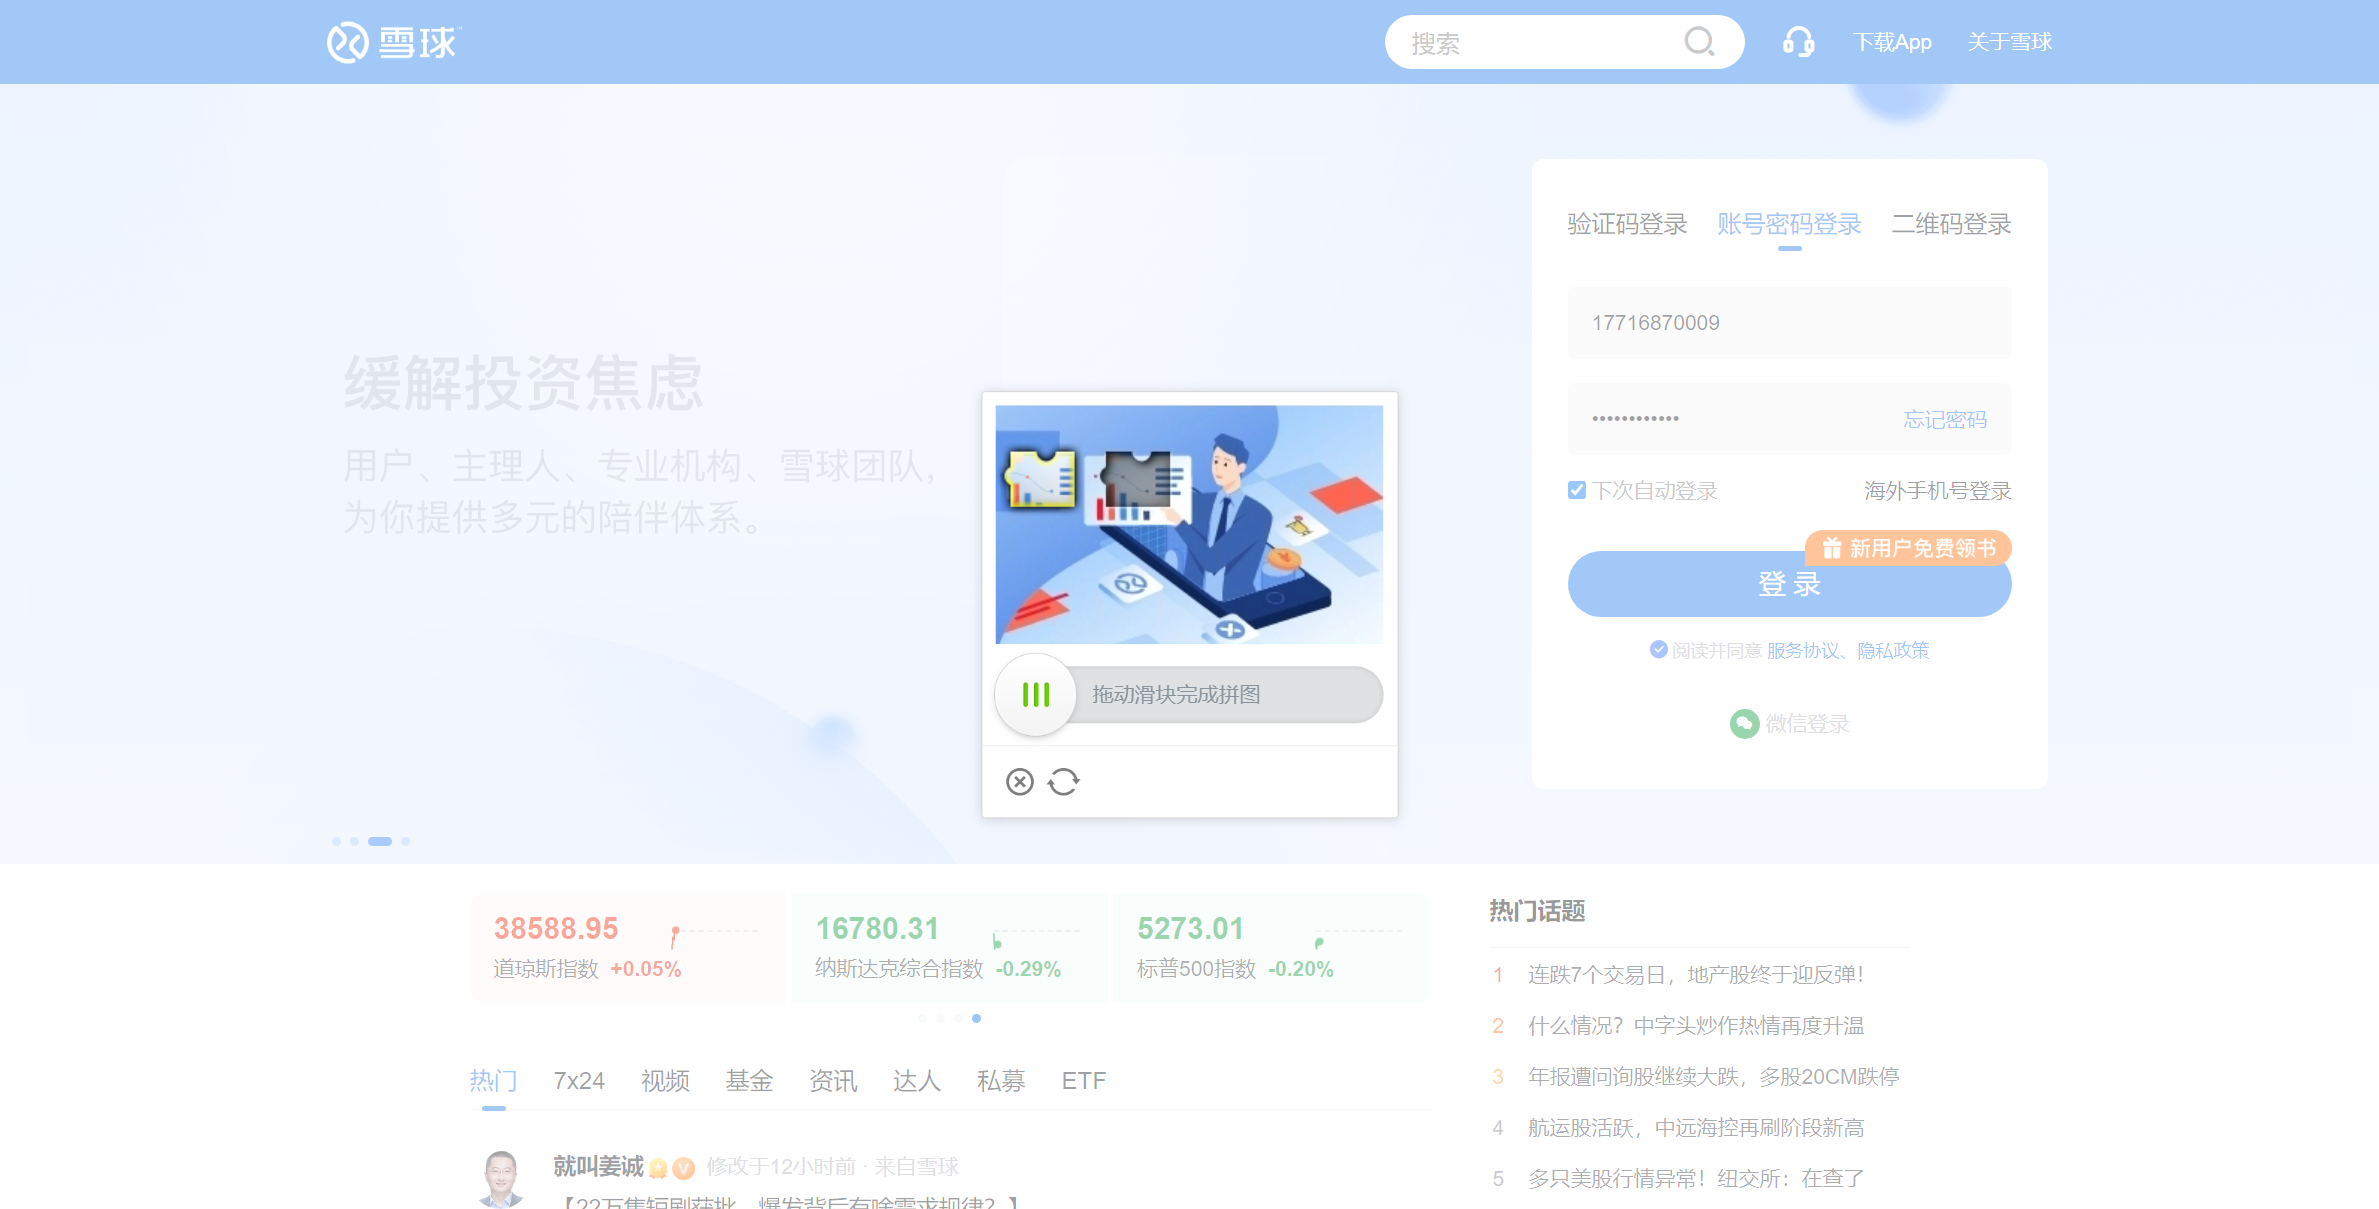 雪球
搜索
下载App
关于雪球
验证码登录
账号密码登录
二维码登录
17716870009
••••••••••••
忘记密码
下次自动登录
海外手机号登录
新用户免费领书
登 录
阅读并同意 服务协议、隐私政策
微信登录
缓解投资焦虑
用户、主理人、专业机构、雪球团队，
为你提供多元的陪伴体系。
拖动滑块完成拼图
38588.95
道琼斯指数 +0.05%
16780.31
纳斯达克综合指数 -0.29%
5273.01
标普500指数 -0.20%
热门 7x24 视频 基金 资讯 达人 私募 ETF
就叫姜诚 V 修改于12小时前 · 来自雪球
【22万集短剧获批，爆发背后有啥需求规律？】
热门话题
1 连跌7个交易日，地产股终于迎反弹！
2 什么情况？中字头炒作热情再度升温
3 年报遭问询股继续大跌，多股20CM跌停
4 航运股活跃，中远海控再刷阶段新高
5 多只美股行情异常！纽交所：在查了